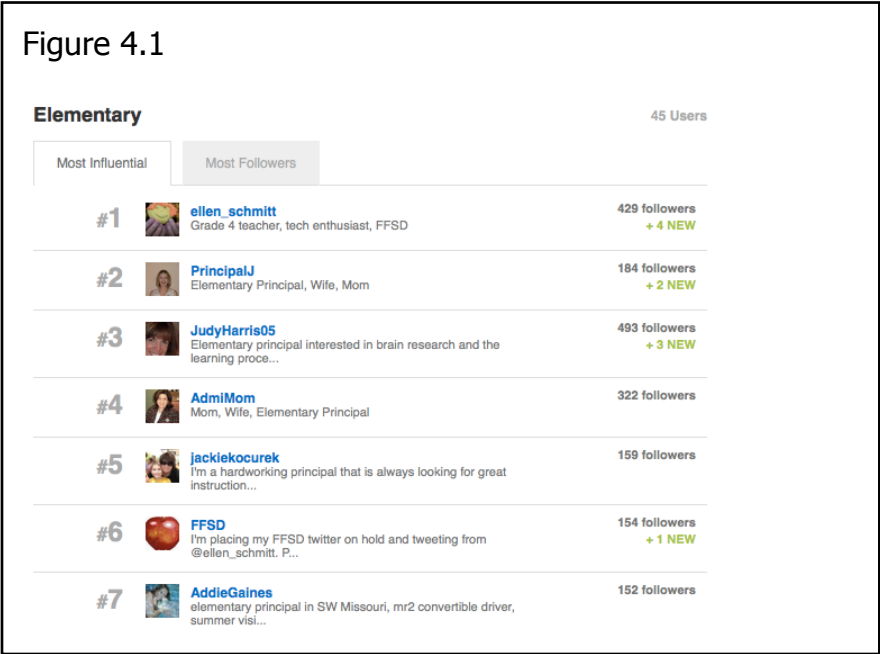 Figure 4.1
Elementary
45 Users
Most Influential
Most Followers
#1
ellen_schmitt
Grade 4 teacher, tech enthusiast, FFSD
429 followers
+ 4 NEW
#2
PrincipalJ
Elementary Principal, Wife, Mom
184 followers
+ 2 NEW
#3
JudyHarris05
Elementary principal interested in brain research and the
learning proce...
493 followers
+ 3 NEW
#4
AdmiMom
Mom, Wife, Elementary Principal
322 followers
#5
jackiekocurek
I'm a hardworking principal that is always looking for great
instruction...
159 followers
#6
FFSD
I'm placing my FFSD twitter on hold and tweeting from
@ellen_schmitt. P...
154 followers
+ 1 NEW
#7
AddieGaines
elementary principal in SW Missouri, mr2 convertible driver,
summer visi...
152 followers